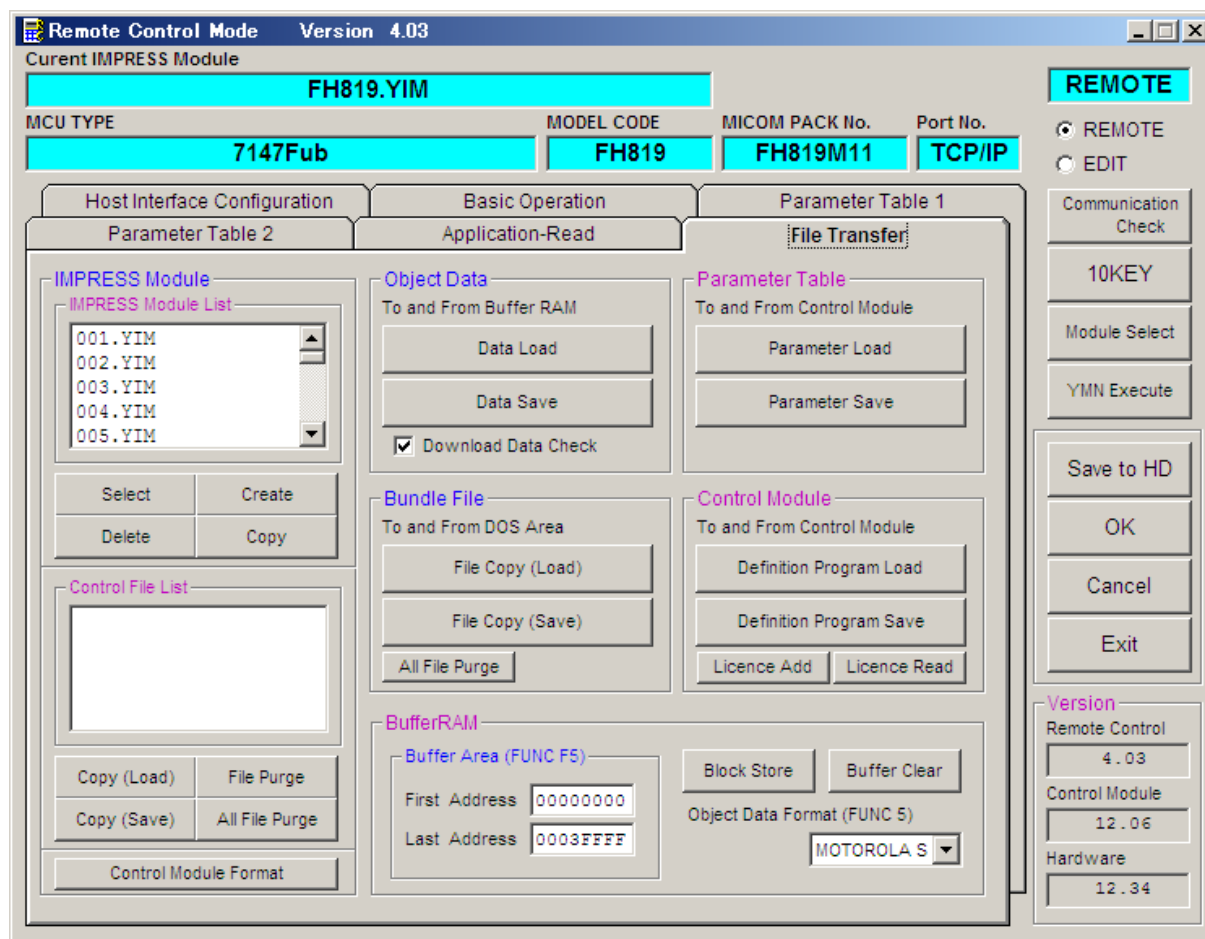 Remote Control Mode Version 4.03
Curent IMPRESS Module
FH819.YIM
MCU TYPE
MODEL CODE
MICOM PACK No.
Port No.
7147Fub
FH819
FH819M11
TCP/IP
Host Interface Configuration
Basic Operation
Parameter Table 1
Parameter Table 2
Application-Read
File Transfer
IMPRESS Module
IMPRESS Module List
001.YIM
002.YIM
003.YIM
004.YIM
005.YIM
Select
Create
Delete
Copy
Control File List
Copy (Load)
File Purge
Copy (Save)
All File Purge
Control Module Format
Object Data
To and From Buffer RAM
Data Load
Data Save
Download Data Check
Bundle File
To and From DOS Area
File Copy (Load)
File Copy (Save)
All File Purge
Parameter Table
To and From Control Module
Parameter Load
Parameter Save
Control Module
To and From Control Module
Definition Program Load
Definition Program Save
Licence Add
Licence Read
BufferRAM
Buffer Area (FUNC F5)
First Address
00000000
Last Address
0003FFFF
Block Store
Buffer Clear
Object Data Format (FUNC 5)
MOTOROLA S
REMOTE
REMOTE
EDIT
Communication
Check
10KEY
Module Select
YMN Execute
Save to HD
OK
Cancel
Exit
Version
Remote Control
4.03
Control Module
12.06
Hardware
12.34